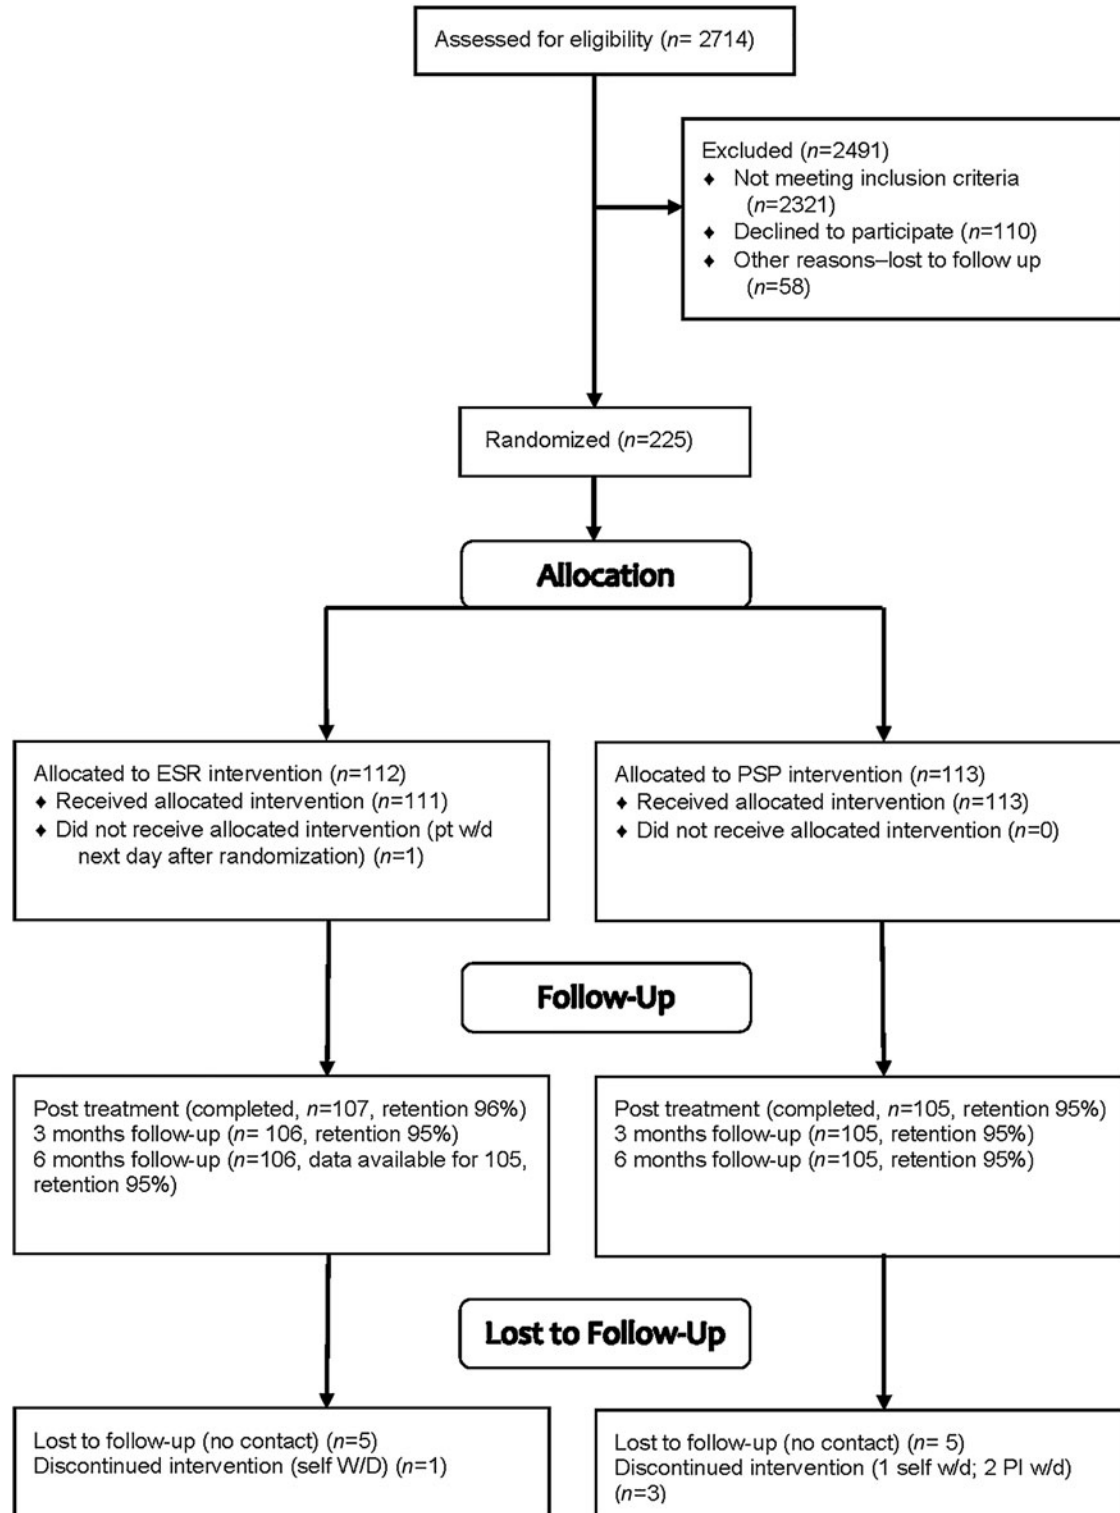 Assessed for eligibility (n= 2714)
Excluded (n=2491)
♦ Not meeting inclusion criteria
(n=2321)
♦ Declined to participate (n=110)
♦ Other reasons–lost to follow up
(n=58)
Randomized (n=225)
Allocation
Allocated to ESR intervention (n=112)
♦ Received allocated intervention (n=111)
♦ Did not receive allocated intervention (pt w/d
next day after randomization) (n=1)
Allocated to PSP intervention (n=113)
♦ Received allocated intervention (n=113)
♦ Did not receive allocated intervention (n=0)
Follow-Up
Post treatment (completed, n=107, retention 96%)
3 months follow-up (n= 106, retention 95%)
6 months follow-up (n=106, data available for 105,
retention 95%)
Post treatment (completed, n=105, retention 95%)
3 months follow-up (n=105, retention 95%)
6 months follow-up (n=105, retention 95%)
Lost to Follow-Up
Lost to follow-up (no contact) (n=5)
Discontinued intervention (self W/D) (n=1)
Lost to follow-up (no contact) (n= 5)
Discontinued intervention (1 self w/d; 2 PI w/d)
(n=3)